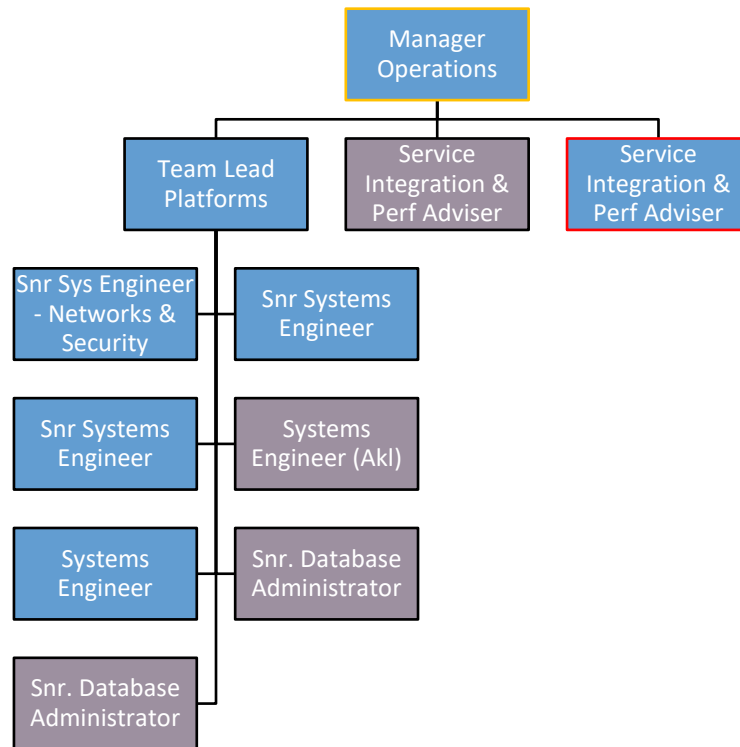 Manager
Operations
Team Lead
Platforms
Service
Integration &
Perf Adviser
Service
Integration &
Perf Adviser
Snr Sys Engineer
- Networks &
Security
Snr Systems
Engineer
Snr Systems
Engineer
Systems
Engineer (Akl)
Systems
Engineer
Snr. Database
Administrator
Snr. Database
Administrator